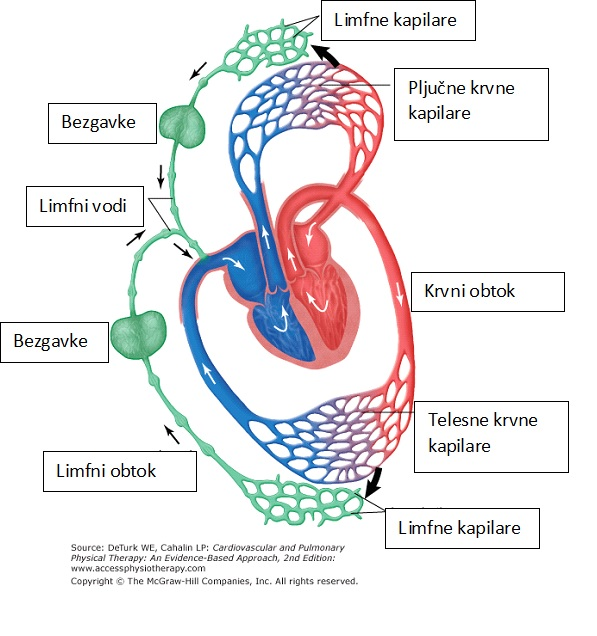 Limfne kapilare
Pljučne krvne
kapilare
Bezgavke
Limfni vodi
Krvni obtok
Bezgavke
Telesne krvne
kapilare
Limfni obtok
Limfne kapilare
Source: DeTurk WE, Cahalin LP: Cardiovascular and Pulmonary
Physical Therapy: An Evidence-Based Approach, 2nd Edition:
www.accessphysiotherapy.com
Copyright © The McGraw-Hill Companies, Inc. All rights reserved.